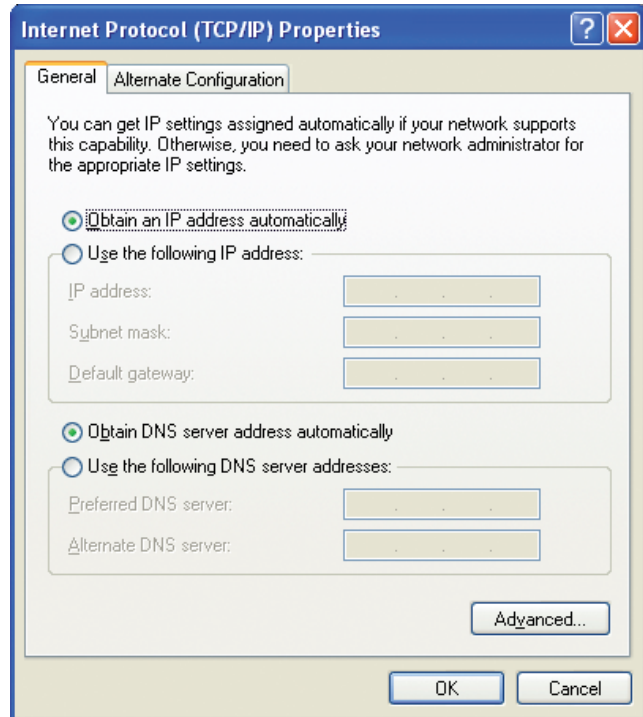 Internet Protocol (TCP/IP) Properties
General
Alternate Configuration
You can get IP settings assigned automatically if your network supports
this capability. Otherwise, you need to ask your network administrator for
the appropriate IP settings.
Obtain an IP address automatically
Use the following IP address:
IP address:
Subnet mask:
Default gateway:
Obtain DNS server address automatically
Use the following DNS server addresses:
Preferred DNS server:
Alternate DNS server:
Advanced...
OK
Cancel